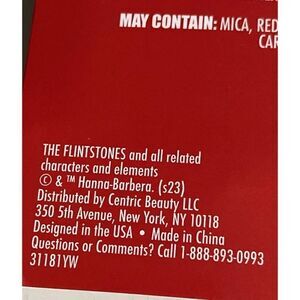 MAY CONTAIN: MICA, RED
CAR
THE FLINTSTONES and all related
characters and elements
© & ™ Hanna-Barbera. (s23)
Distributed by Centric Beauty LLC
350 5th Avenue, New York, NY 10118
Designed in the USA • Made in China
Questions or Comments? Call 1-888-893-0993
31181YW